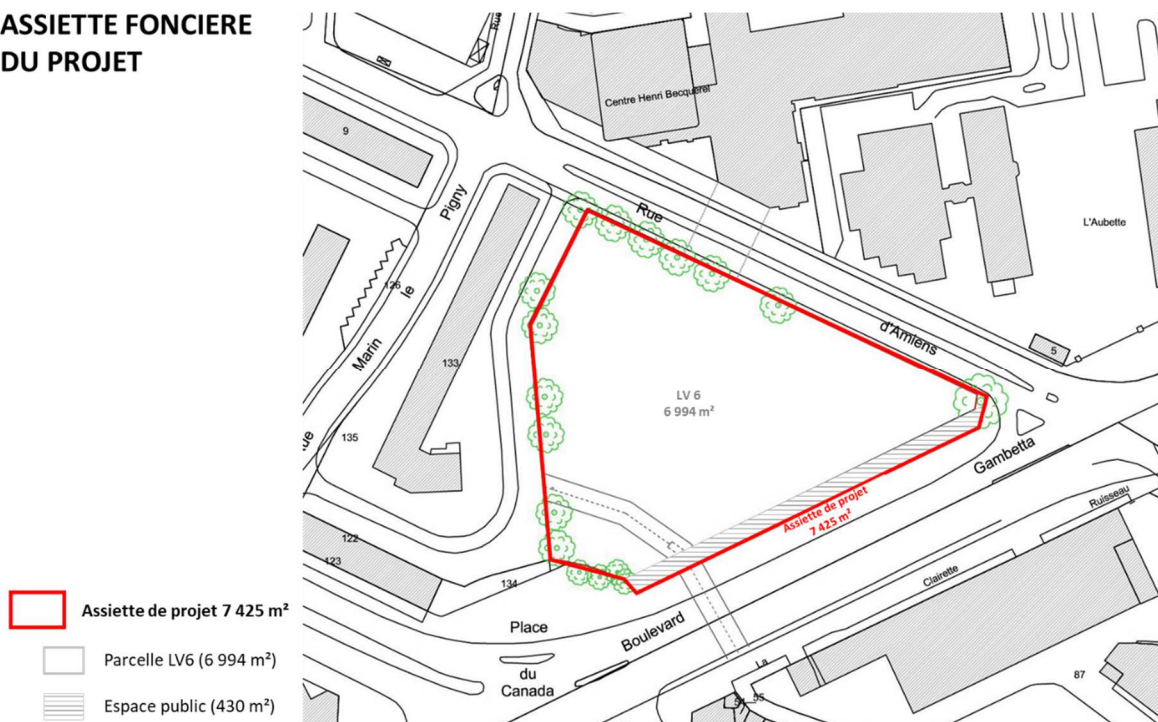 ASSIETTE FONCIERE
DU PROJET
Rue
Centre Henri Becquerel
9
Pigny
Rue
L'Aubette
126
le
Marin
d'Amiens
5
133
LV 6
6 994 m²
135
Gambetta
Assiette de projet
7 425 m²
Ruisseau
122
123
134
Clairette
Assiette de projet 7 425 m²
Place
Boulevard
Parcelle LV6 (6 994 m²)
La
du
Canada
87
55
Espace public (430 m²)